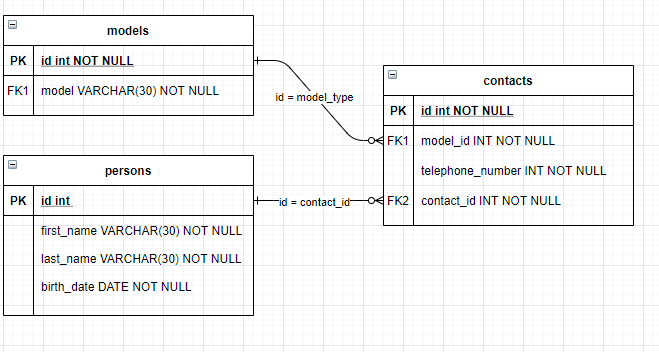 models
PK id int NOT NULL
FK1 model VARCHAR(30) NOT NULL
id = model_type
contacts
PK id int NOT NULL
FK1 model_id INT NOT NULL
telephone_number INT NOT NULL
FK2 contact_id INT NOT NULL
persons
PK id int
first_name VARCHAR(30) NOT NULL
last_name VARCHAR(30) NOT NULL
birth_date DATE NOT NULL
id = contact_id